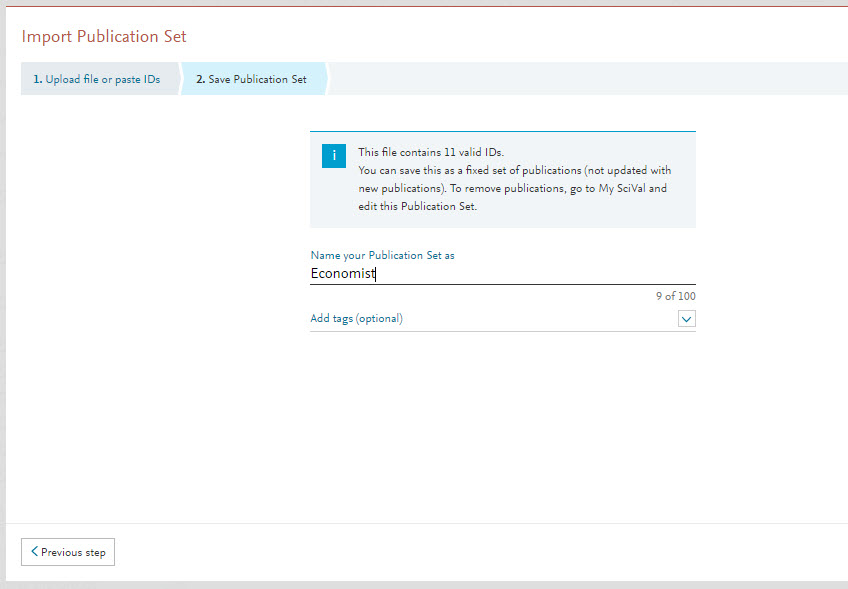 Import Publication Set
1. Upload file or paste IDs
2. Save Publication Set
i
This file contains 11 valid IDs.
You can save this as a fixed set of publications (not updated with
new publications). To remove publications, go to My SciVal and
edit this Publication Set.
Name your Publication Set as
Economist
9 of 100
Add tags (optional)
Previous step